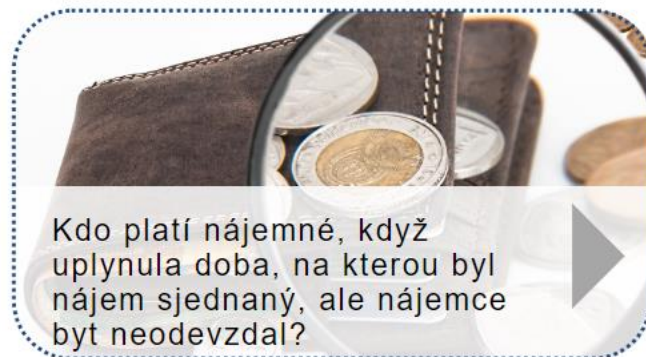 Kdo platí nájemné, když
uplynula doba, na kterou byl
nájem sjednaný, ale nájemce
byt neodevzdal?